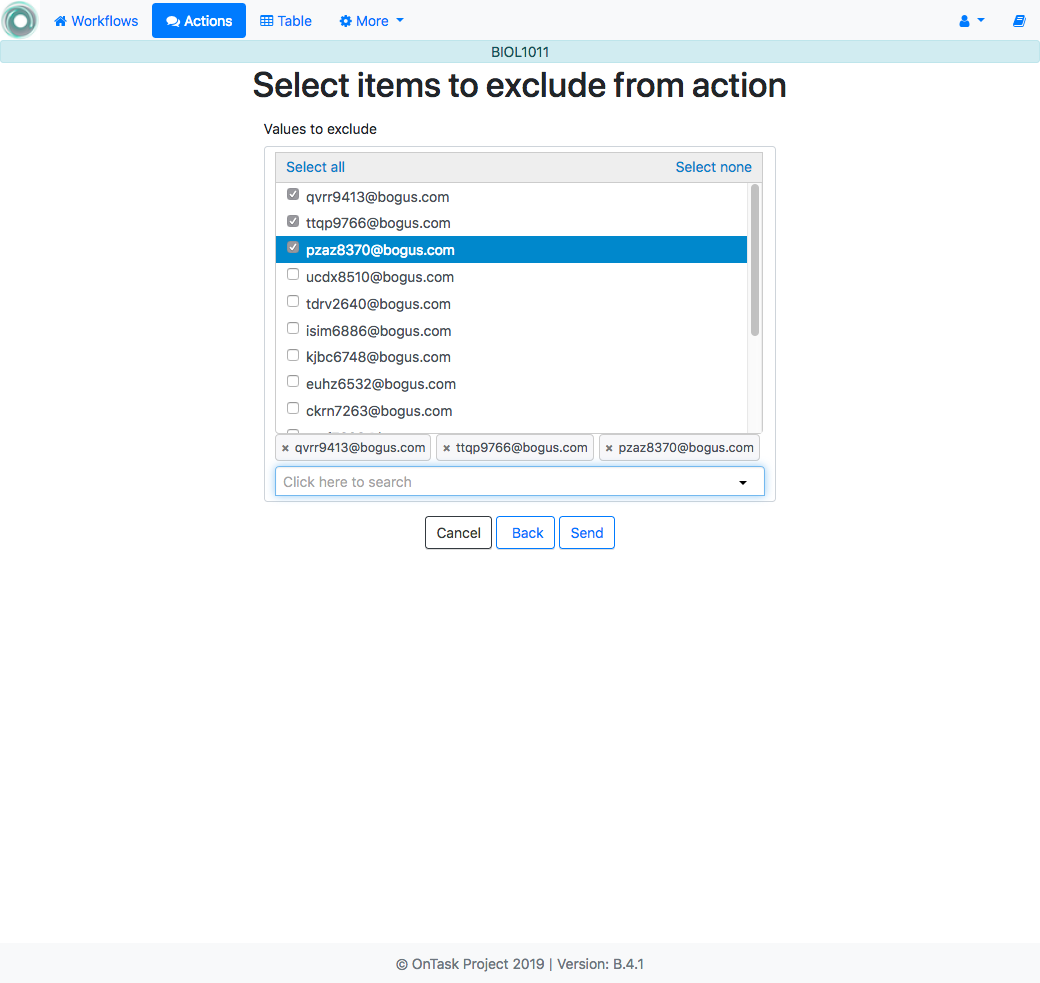 Workflows Actions Table More
BIOL1011
Select items to exclude from action
Values to exclude
Select all Select none
qvrr9413@bogus.com
ttqp9766@bogus.com
pzaz8370@bogus.com
ucdx8510@bogus.com
tdrv2640@bogus.com
isim6886@bogus.com
kjbc6748@bogus.com
euhz6532@bogus.com
ckrn7263@bogus.com
× qvrr9413@bogus.com × ttqp9766@bogus.com × pzaz8370@bogus.com
Click here to search
Cancel Back Send
© OnTask Project 2019 | Version: B.4.1